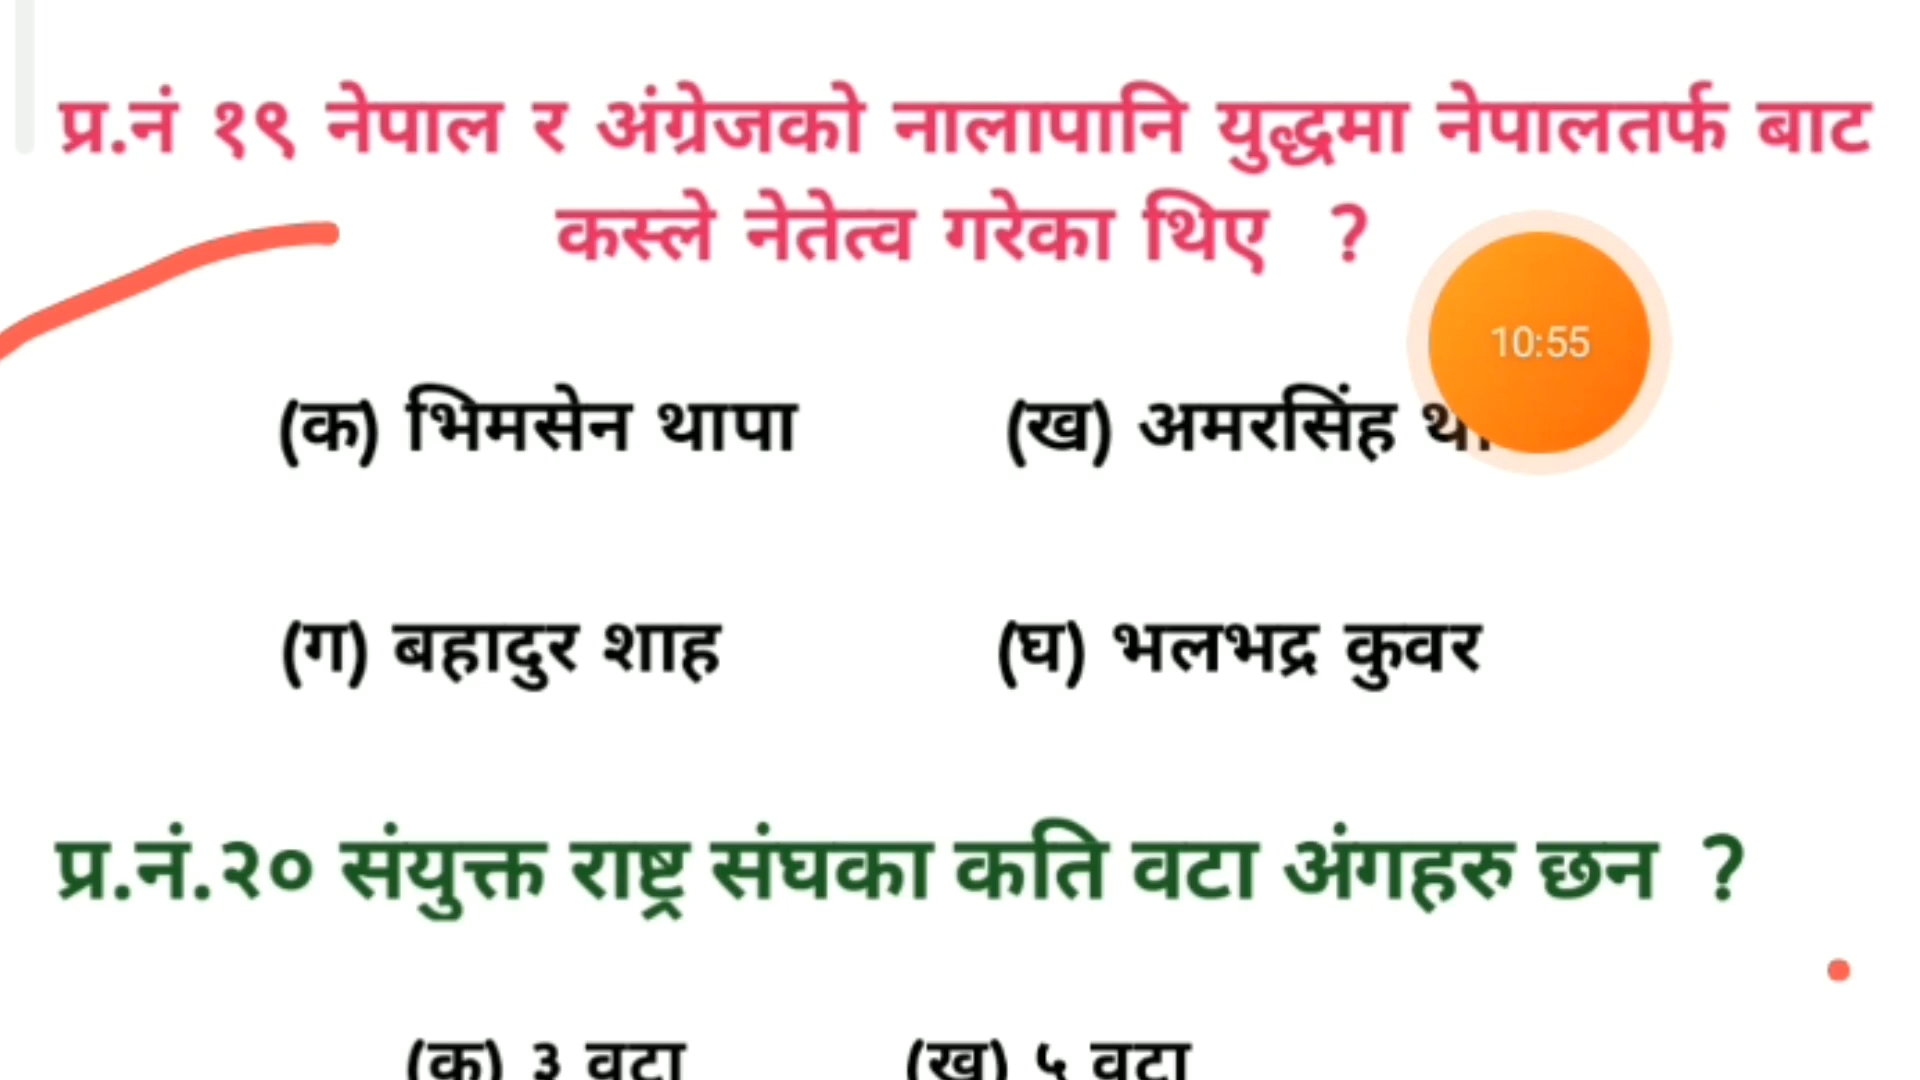 प्र.नं १९ नेपाल र अंग्रेजको नालापानि युद्धमा नेपालतर्फ बाट
कस्ले नेतेत्व गरेका थिए ?
10:55
(क) भिमसेन थापा (ख) अमरसिंह
(ग) बहादुर शाह (घ) भलभद्र कुवर
प्र.नं.२० संयुक्त राष्ट्र संघका कति वटा अंगहरु छन ?
(क) ३ वटा (ख) ५ वटा